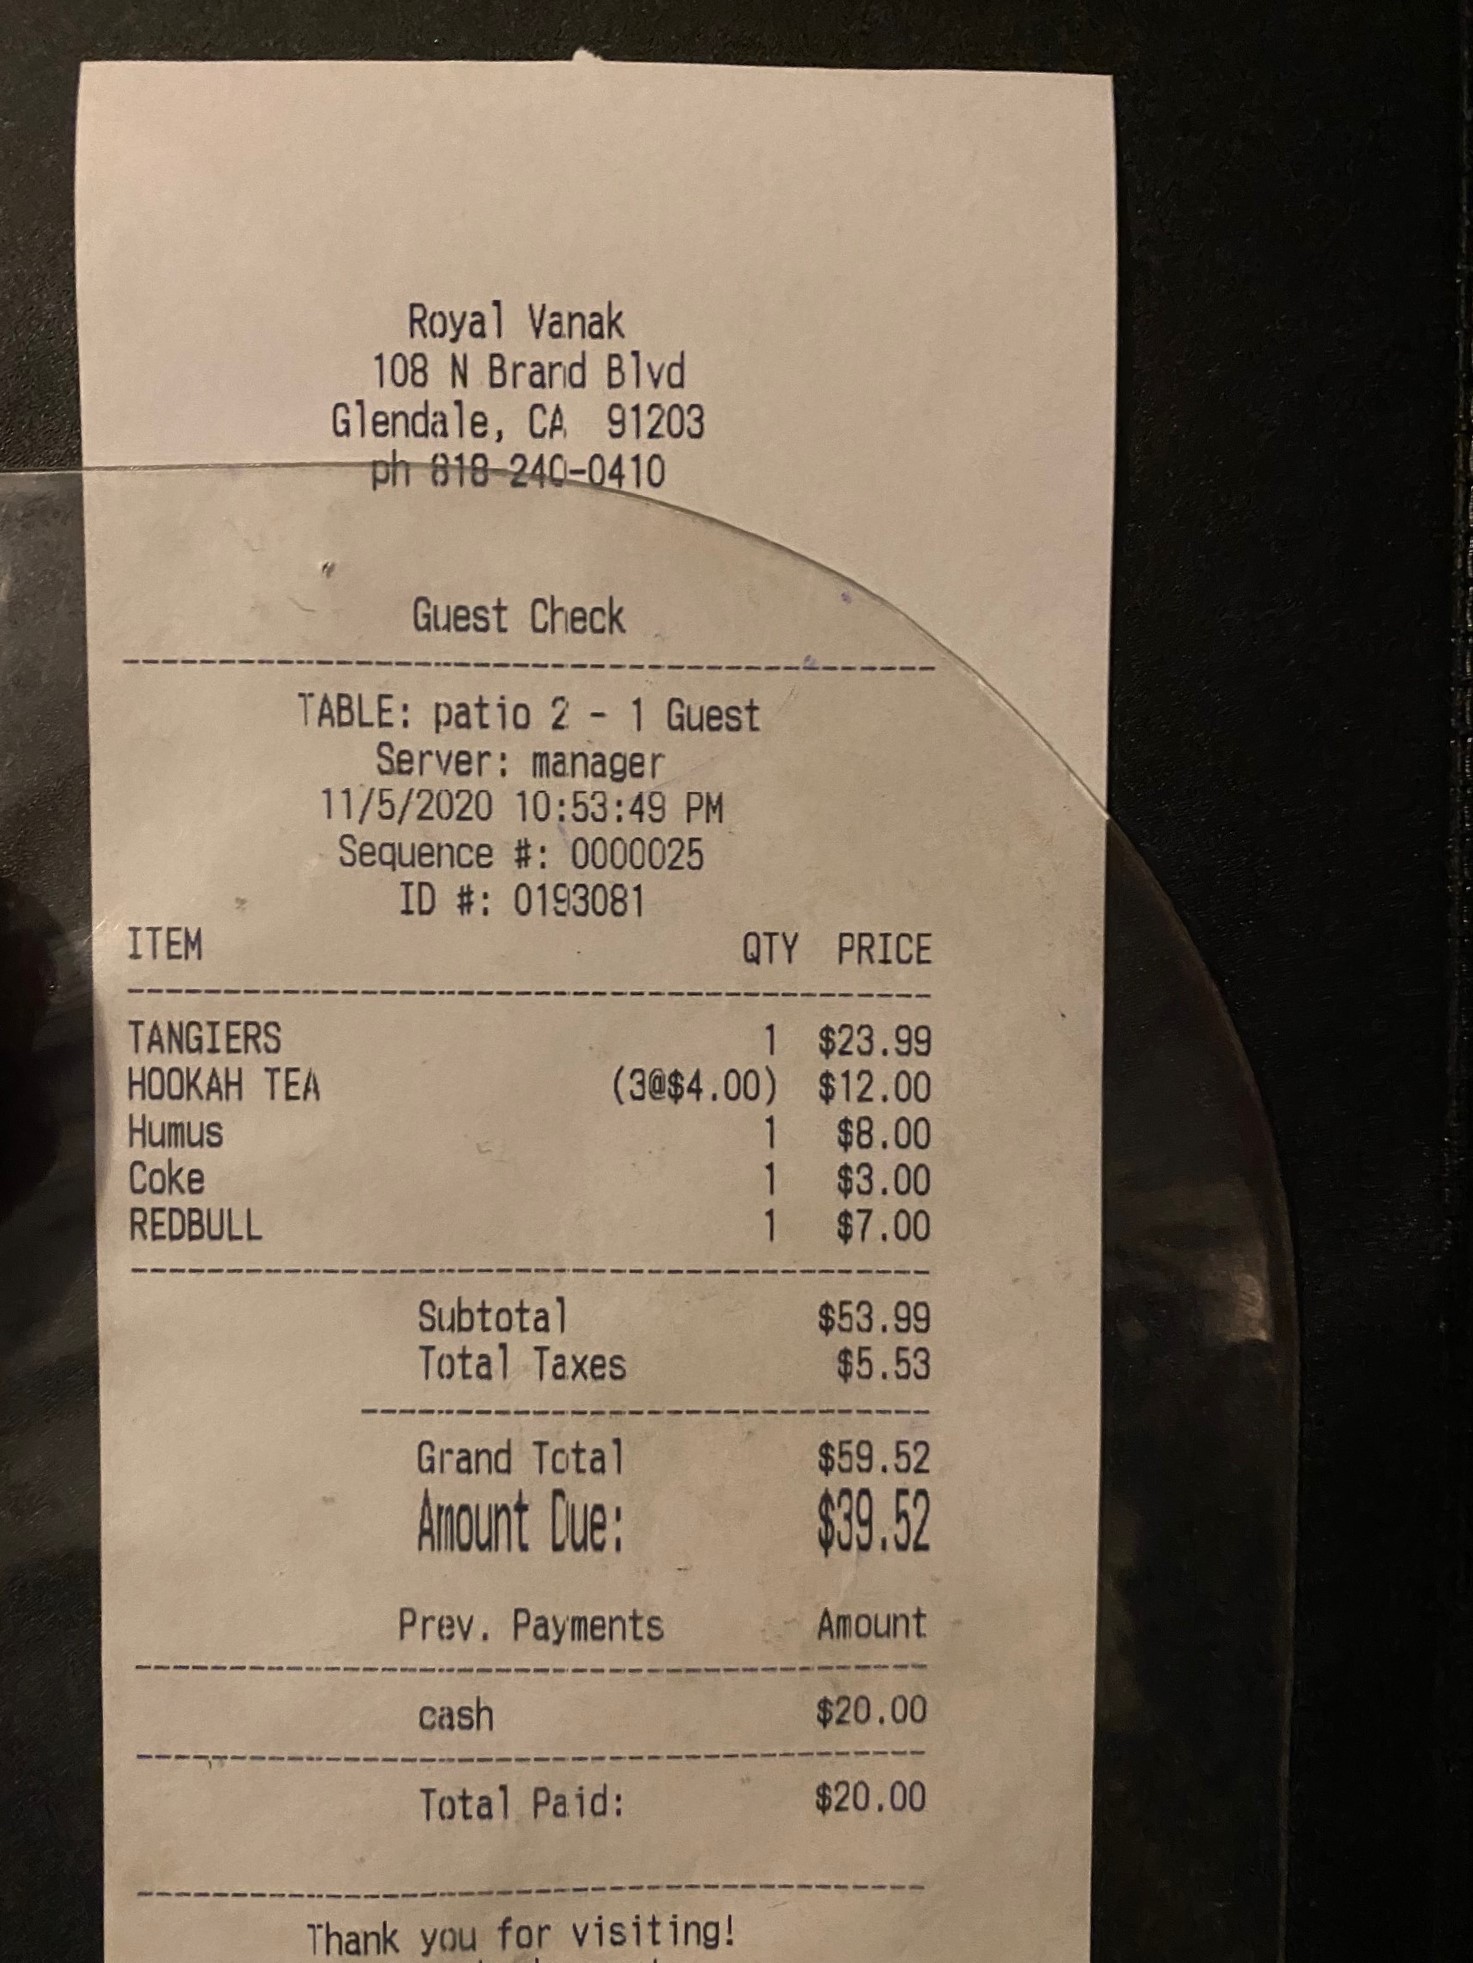 Royal Vanak
108 N Brand Blvd
Glendale, CA 91203
ph 818-240-0410
Guest Check
TABLE: patio 2 - 1 Guest
Server: manager
11/5/2020 10:53:49 PM
Sequence #: 0000025
ID #: 0193081
ITEM QTY PRICE
TANGIERS 1 $23.99
HOOKAH TEA (3@$4.00) $12.00
Humus 1 $8.00
Coke 1 $3.00
REDBULL 1 $7.00
Subtotal $53.99
Total Taxes $5.53
Grand Total $59.52
Amount Due: $39.52
Prev. Payments Amount
cash $20.00
Total Paid: $20.00
Thank you for visiting!